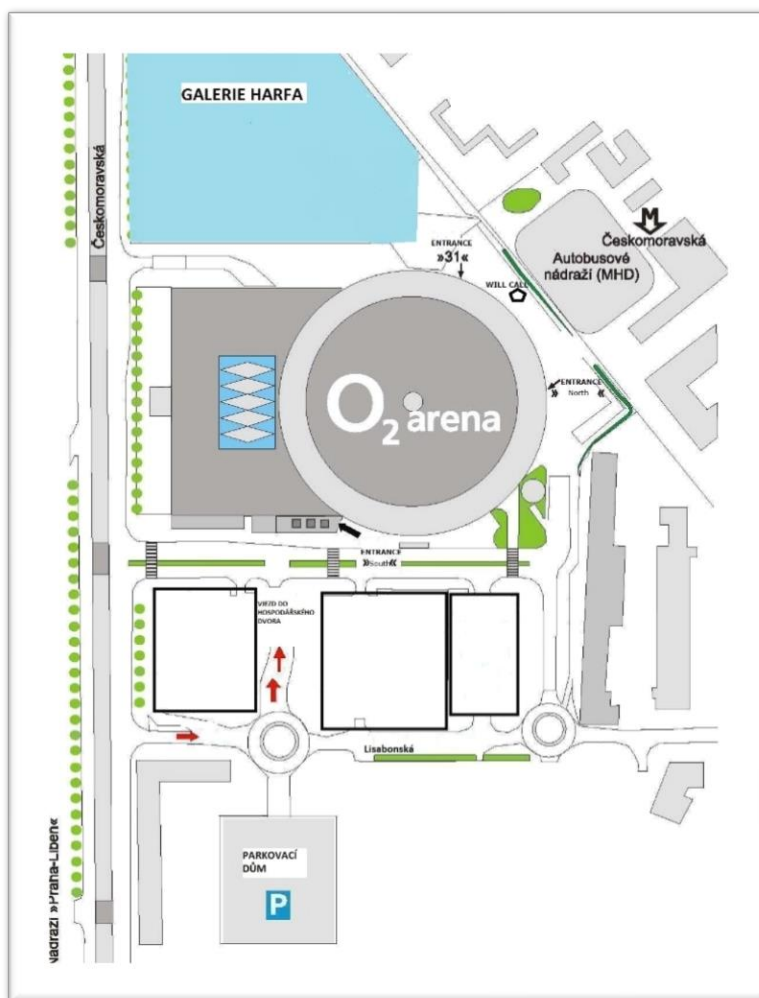 GALERIE HARFA
Českomoravská
ENTRANCE
»31«
M
Českomoravská
Autobusové
nádraží (MHD)
WILL CALL
O2 arena
ENTRANCE
» North «
ENTRANCE
»South«
VJEZD DO
HOSPODÁŘSKÉHO
DVORA
Lisabonská
PARKOVACÍ
DŮM
P
»Praha-Libeň«